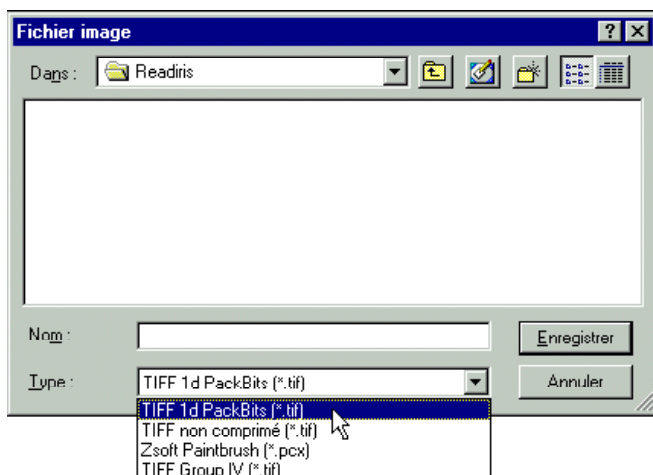 Fichier image
Dans : Readiris
Nom :
Enregistrer
Type : TIFF 1d PackBits (*.tif)
Annuler
TIFF 1d PackBits (*.tif)
TIFF non comprimé (*.tif)
Zsoft Paintbrush (*.pcx)
TIFF Group IV (*.tif)